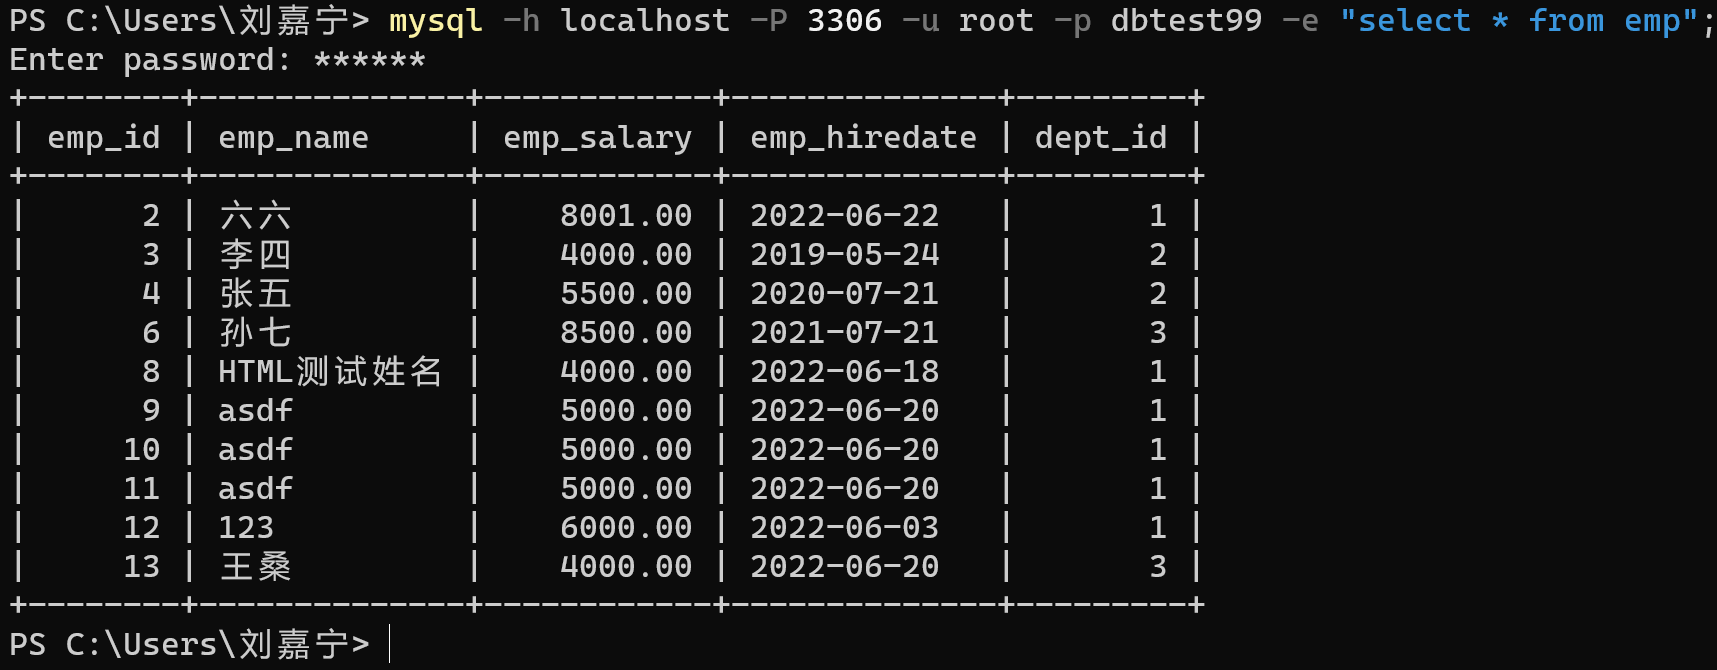 PS C:\Users\刘嘉宁> mysql -h localhost -P 3306 -u root -p dbtest99 -e "select * from emp";
Enter password: ******
+--------+--------------+------------+--------------+---------+
| emp_id | emp_name     | emp_salary | emp_hiredate | dept_id |
+--------+--------------+------------+--------------+---------+
|      2 | 六六         |    8001.00 | 2022-06-22   |       1 |
|      3 | 李四         |    4000.00 | 2019-05-24   |       2 |
|      4 | 张五         |    5500.00 | 2020-07-21   |       2 |
|      6 | 孙七         |    8500.00 | 2021-07-21   |       3 |
|      8 | HTML测试姓名 |    4000.00 | 2022-06-18   |       1 |
|      9 | asdf         |    5000.00 | 2022-06-20   |       1 |
|     10 | asdf         |    5000.00 | 2022-06-20   |       1 |
|     11 | asdf         |    5000.00 | 2022-06-20   |       1 |
|     12 | 123          |    6000.00 | 2022-06-03   |       1 |
|     13 | 王桑         |    4000.00 | 2022-06-20   |       3 |
+--------+--------------+------------+--------------+---------+
PS C:\Users\刘嘉宁>